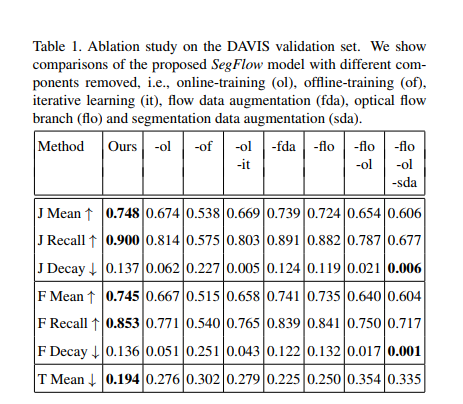 Table 1. Ablation study on the DAVIS validation set. We show
comparisons of the proposed SegFlow model with different com-
ponents removed, i.e., online-training (ol), offline-training (of),
iterative learning (it), flow data augmentation (fda), optical flow
branch (flo) and segmentation data augmentation (sda).
Method Ours -ol -of -ol -fda -flo -flo -flo
-it -ol -ol
-sda
J Mean ↑ 0.748 0.674 0.538 0.669 0.739 0.724 0.654 0.606
J Recall ↑ 0.900 0.814 0.575 0.803 0.891 0.882 0.787 0.677
J Decay ↓ 0.137 0.062 0.227 0.005 0.124 0.119 0.021 0.006
F Mean ↑ 0.745 0.667 0.515 0.658 0.741 0.735 0.640 0.604
F Recall ↑ 0.853 0.771 0.540 0.765 0.839 0.841 0.750 0.717
F Decay ↓ 0.136 0.051 0.251 0.043 0.122 0.132 0.017 0.001
T Mean ↓ 0.194 0.276 0.302 0.279 0.225 0.250 0.354 0.335